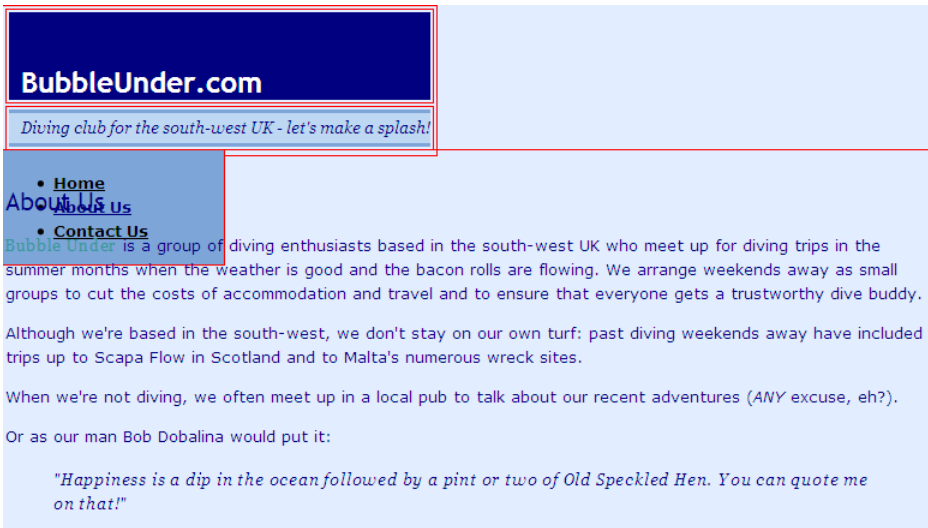 BubbleUnder.com
Diving club for the south-west UK - let's make a splash!
• Home
About Us
• About Us
• Contact Us
Bubble Under is a group of diving enthusiasts based in the south-west UK who meet up for diving trips in the
summer months when the weather is good and the bacon rolls are flowing. We arrange weekends away as small
groups to cut the costs of accommodation and travel and to ensure that everyone gets a trustworthy dive buddy.
Although we're based in the south-west, we don't stay on our own turf: past diving weekends away have included
trips up to Scapa Flow in Scotland and to Malta's numerous wreck sites.
When we're not diving, we often meet up in a local pub to talk about our recent adventures (ANY excuse, eh?).
Or as our man Bob Dobalina would put it:
"Happiness is a dip in the ocean followed by a pint or two of Old Speckled Hen. You can quote me
on that!"